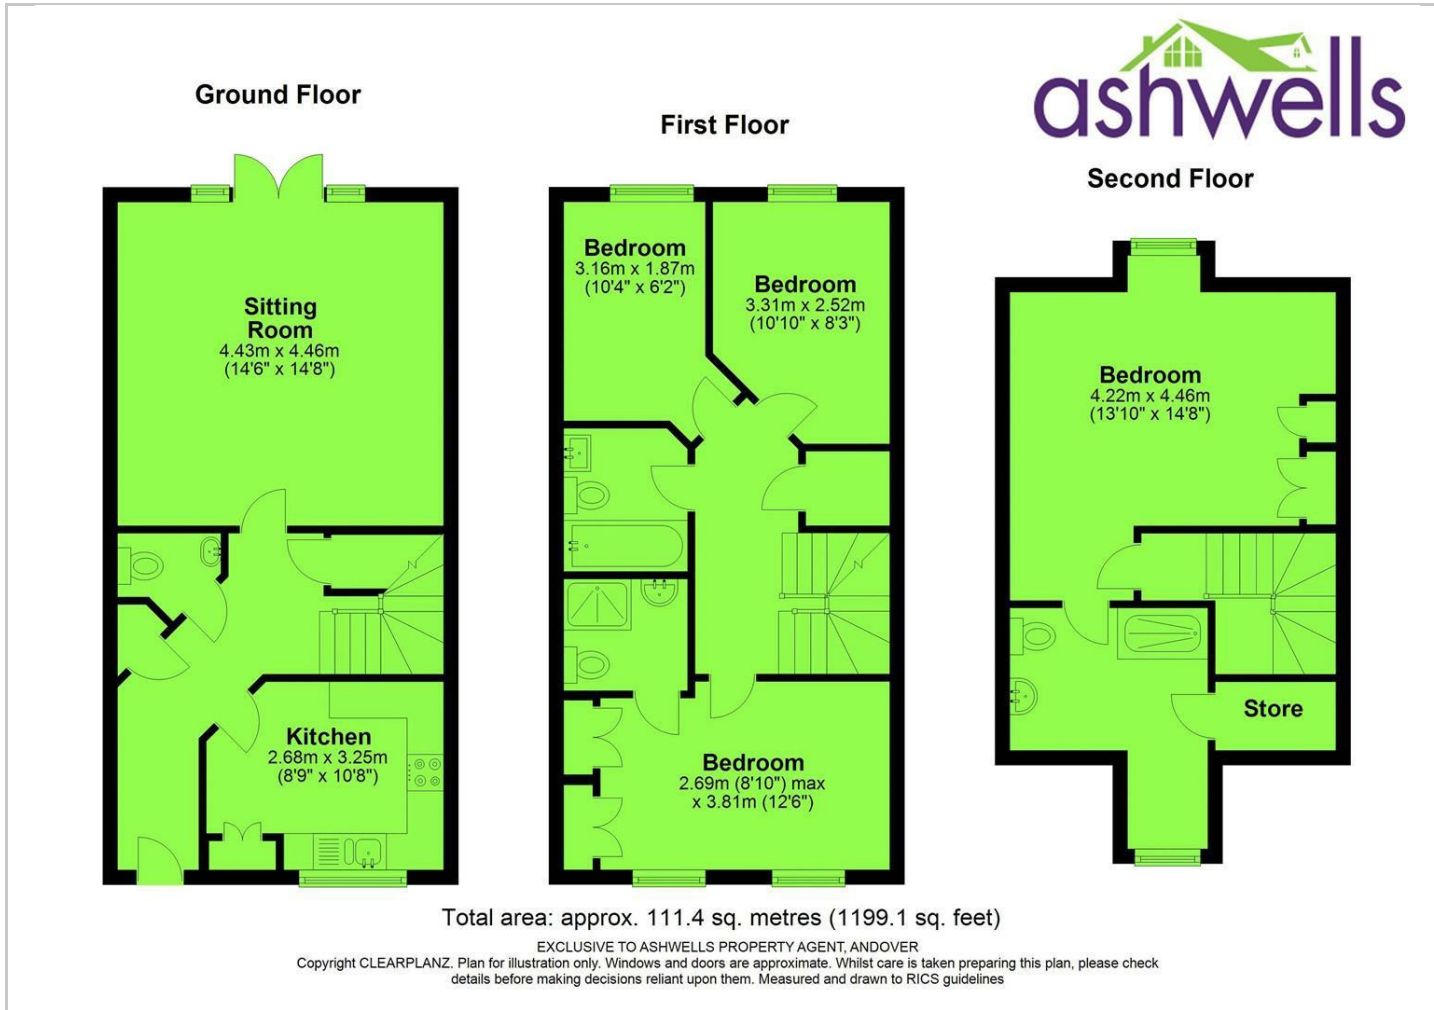 ashwells
Ground Floor
First Floor
Second Floor
Sitting
Room
4.43m x 4.46m
(14'6" x 14'8")
Kitchen
2.68m x 3.25m
(8'9" x 10'8")
Bedroom
3.16m x 1.87m
(10'4" x 6'2")
Bedroom
3.31m x 2.52m
(10'10" x 8'3")
Bedroom
2.69m (8'10") max
x 3.81m (12'6")
Bedroom
4.22m x 4.46m
(13'10" x 14'8")
Store
Total area: approx. 111.4 sq. metres (1199.1 sq. feet)
EXCLUSIVE TO ASHWELLS PROPERTY AGENT, ANDOVER
Copyright CLEARPLANZ. Plan for illustration only. Windows and doors are approximate. Whilst care is taken preparing this plan, please check
details before making decisions reliant upon them. Measured and drawn to RICS guidelines